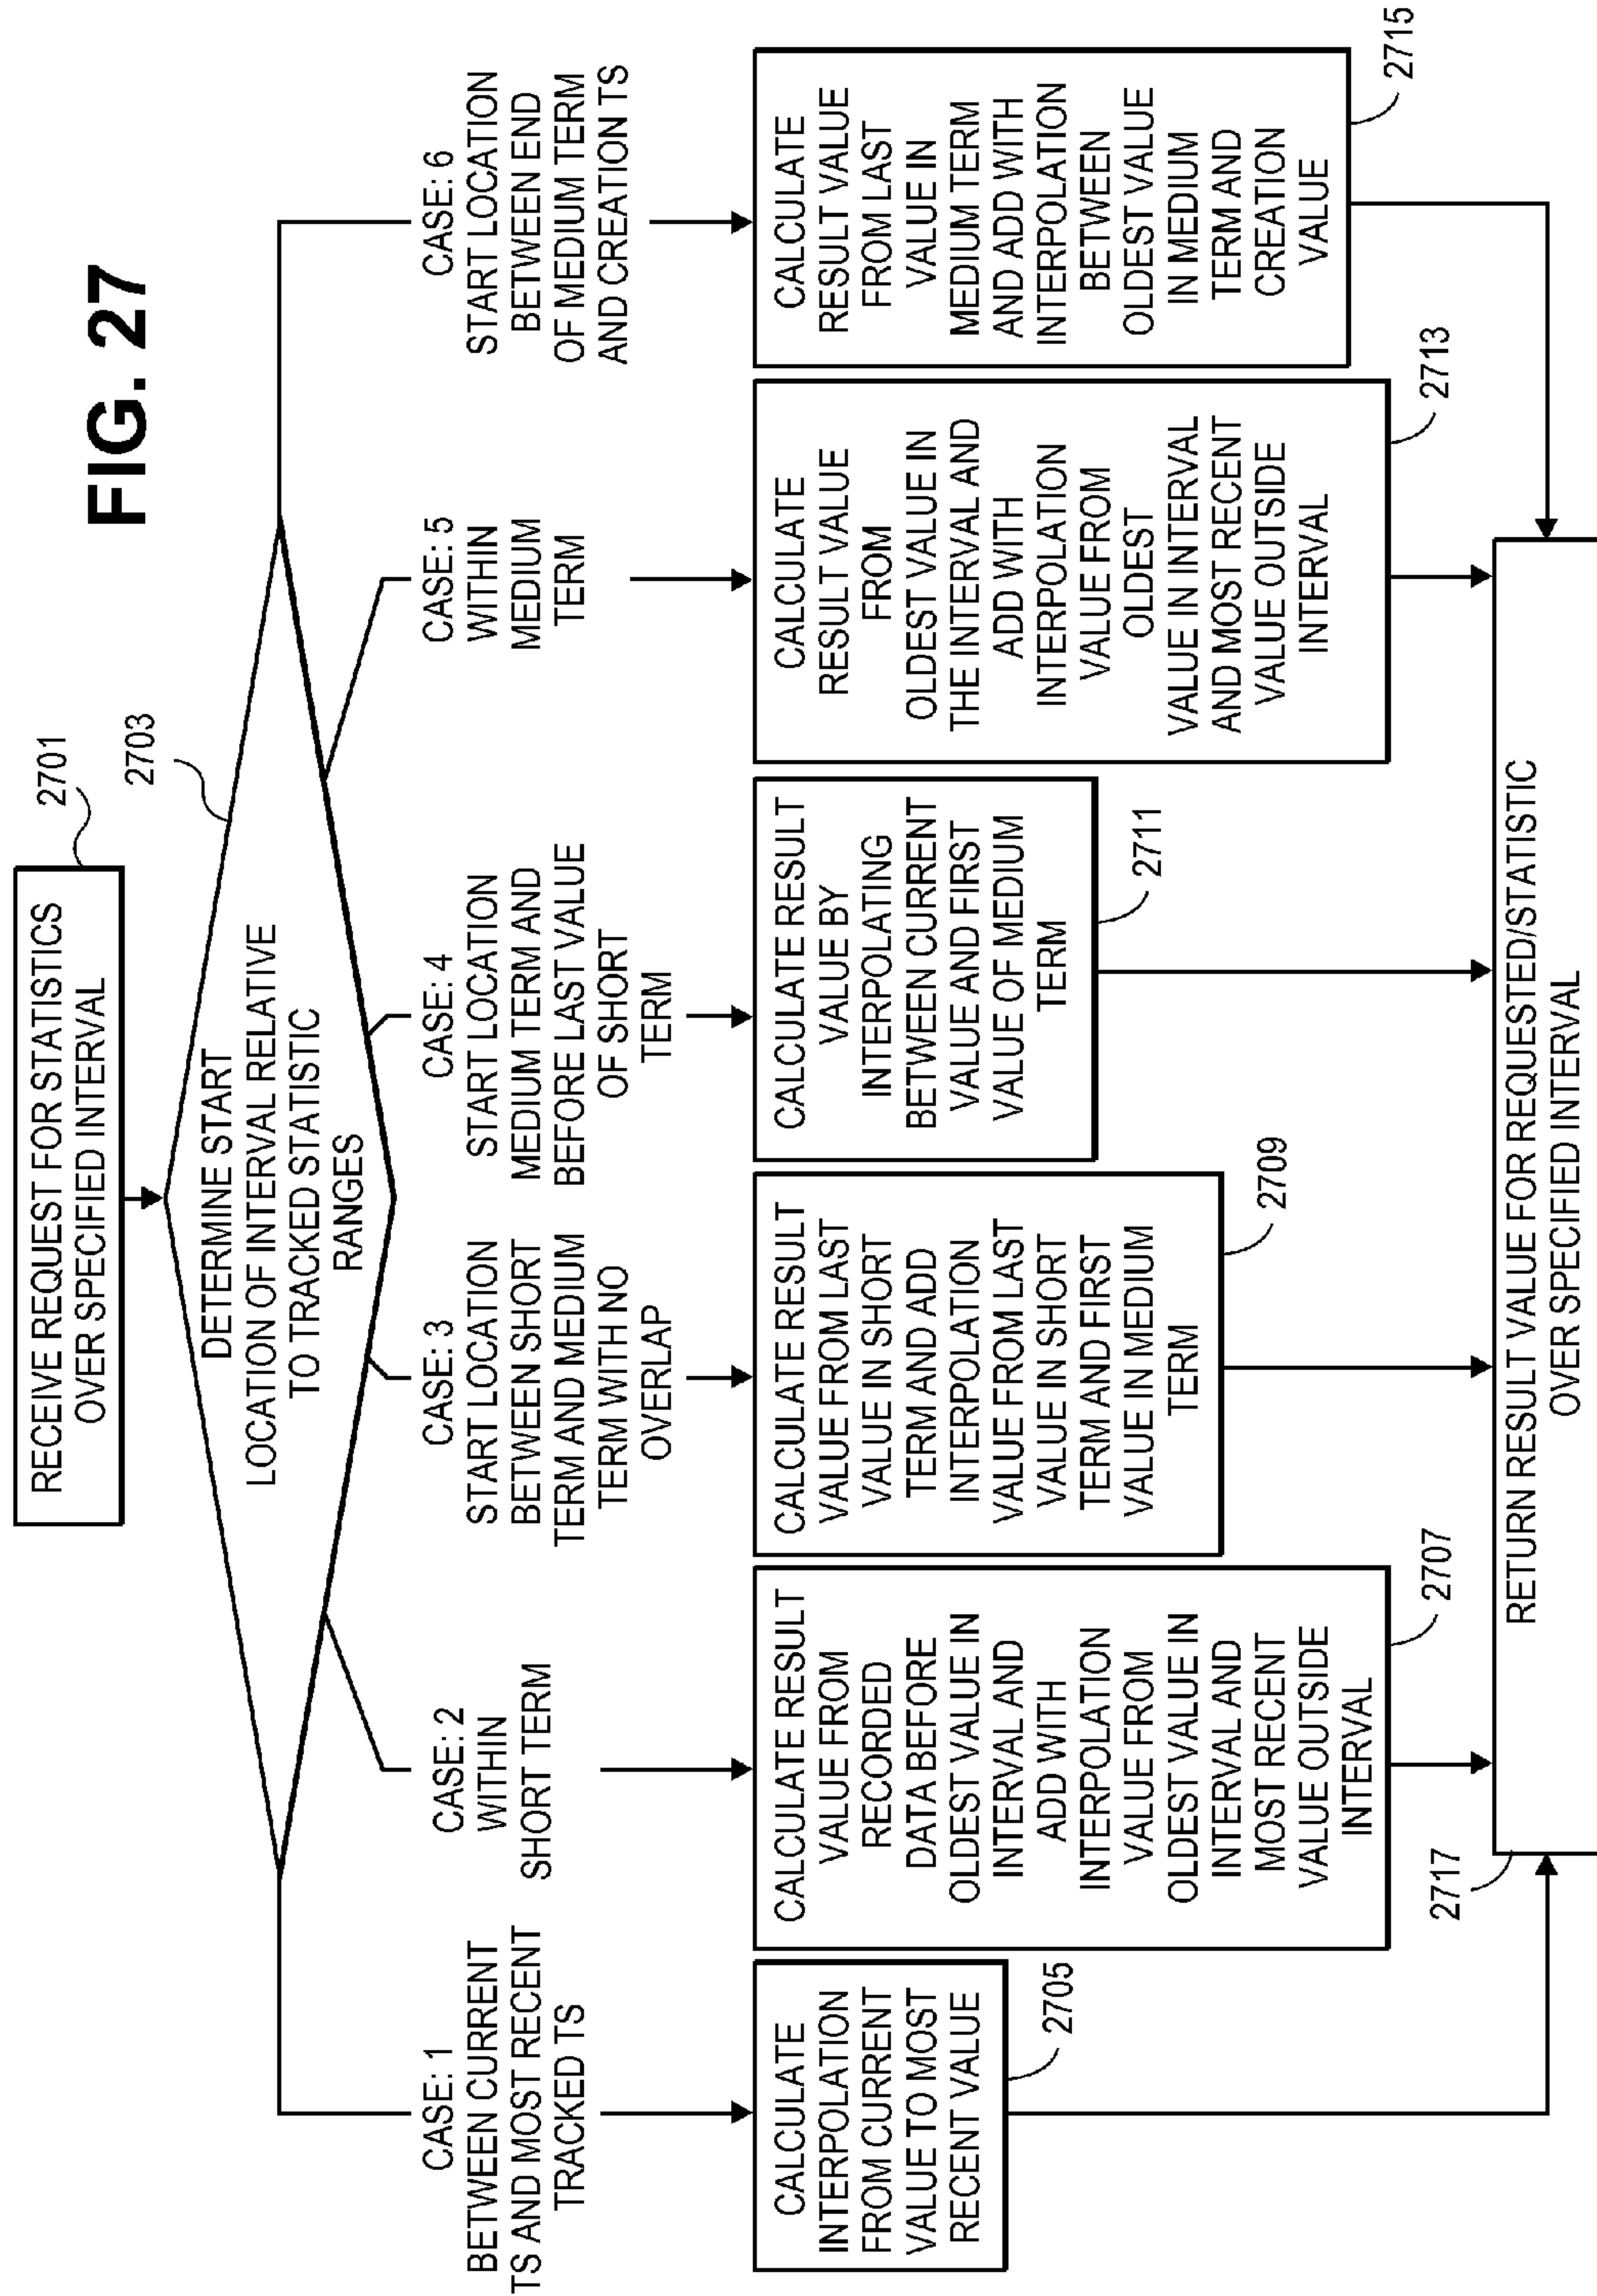 FIG. 27
RECEIVE REQUEST FOR STATISTICS
OVER SPECIFIED INTERVAL
2701
2703
DETERMINE START
LOCATION OF INTERVAL RELATIVE
TO TRACKED STATISTIC
RANGES
CASE: 1
BETWEEN CURRENT
TS AND MOST RECENT
TRACKED TS
CASE: 2
WITHIN
SHORT TERM
CASE: 3
START LOCATION
BETWEEN SHORT
TERM AND MEDIUM
TERM WITH NO
OVERLAP
CASE: 4
START LOCATION
MEDIUM TERM AND
BEFORE LAST VALUE
OF SHORT
TERM
CASE: 5
WITHIN
MEDIUM
TERM
CASE: 6
START LOCATION
BETWEEN END
OF MEDIUM TERM
AND CREATION TS
CALCULATE
INTERPOLATION
FROM CURRENT
VALUE TO MOST
RECENT VALUE
2705
CALCULATE RESULT
VALUE FROM
RECORDED
DATA BEFORE
OLDEST VALUE IN
INTERVAL AND
ADD WITH
INTERPOLATION
VALUE FROM
OLDEST VALUE IN
INTERVAL AND
MOST RECENT
VALUE OUTSIDE
INTERVAL
2707
CALCULATE RESULT
VALUE FROM LAST
VALUE IN SHORT
TERM AND ADD
INTERPOLATION
VALUE FROM LAST
VALUE IN SHORT
TERM AND FIRST
VALUE IN MEDIUM
TERM
2709
CALCULATE RESULT
VALUE BY
INTERPOLATING
BETWEEN CURRENT
VALUE AND FIRST
VALUE OF MEDIUM
TERM
2711
CALCULATE
RESULT VALUE
FROM
OLDEST VALUE IN
THE INTERVAL AND
ADD WITH
INTERPOLATION
VALUE FROM
OLDEST
VALUE IN INTERVAL
AND MOST RECENT
VALUE OUTSIDE
INTERVAL
2713
CALCULATE
RESULT VALUE
FROM LAST
VALUE IN
MEDIUM TERM
AND ADD WITH
INTERPOLATION
BETWEEN
OLDEST VALUE
IN MEDIUM
TERM AND
CREATION
VALUE
2715
2717
RETURN RESULT VALUE FOR REQUESTED/STATISTIC
OVER SPECIFIED INTERVAL